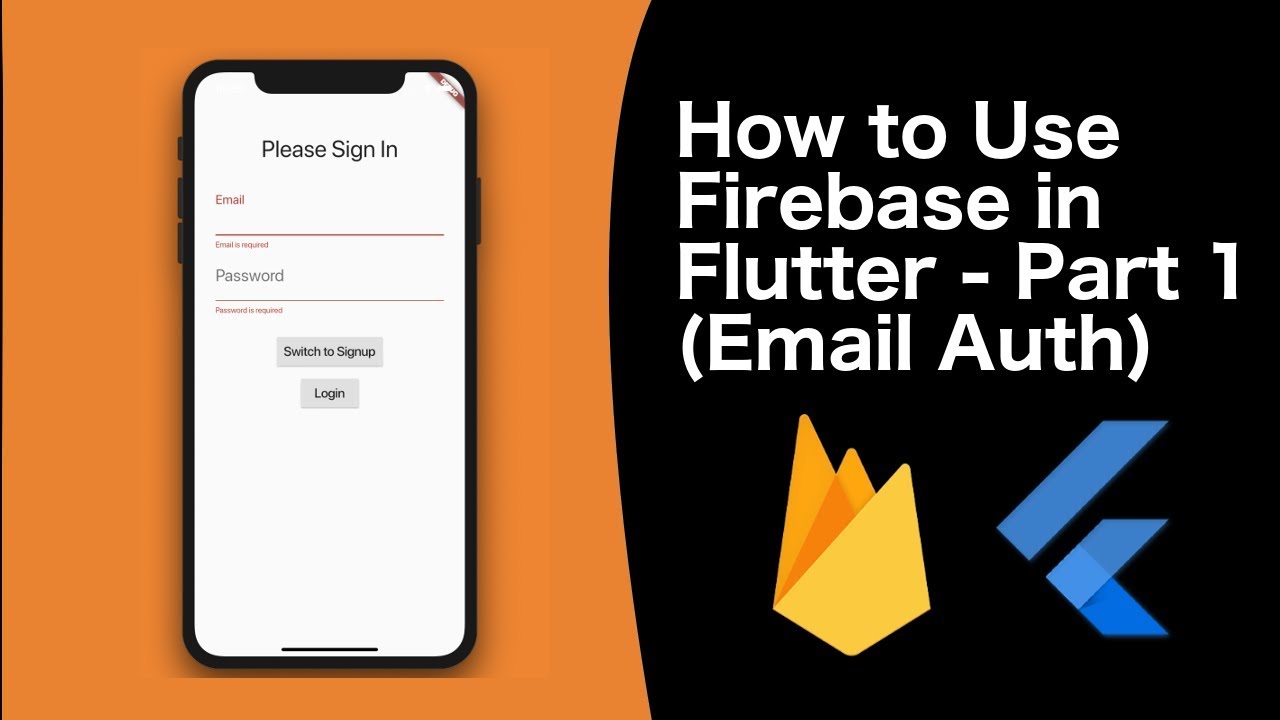 DEBUG
Please Sign In
Email
Email is required
Password
Password is required
Switch to Signup
Login
How to Use
Firebase in
Flutter - Part 1
(Email Auth)